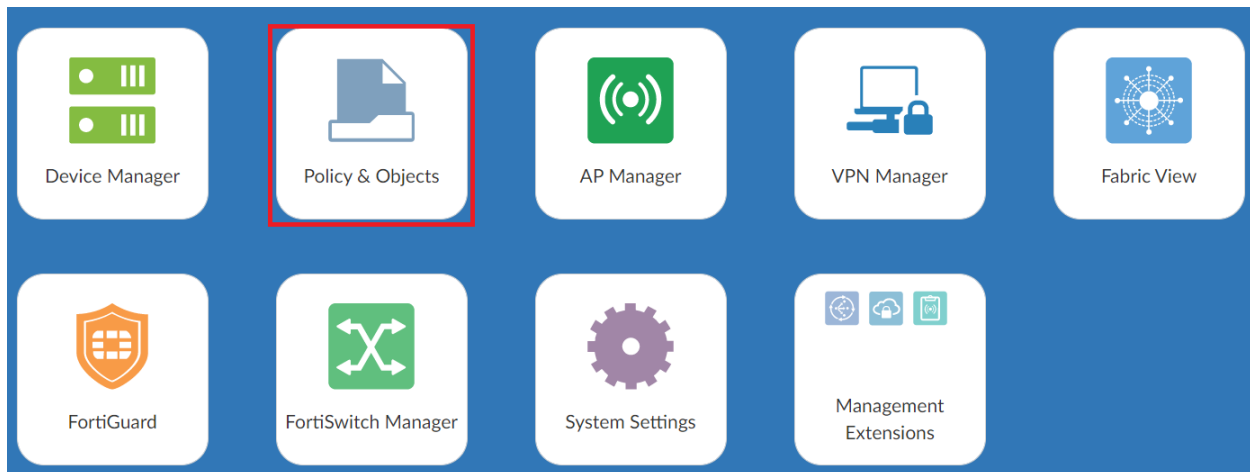 Device Manager
Policy & Objects
AP Manager
VPN Manager
Fabric View
FortiGuard
FortiSwitch Manager
System Settings
Management
Extensions